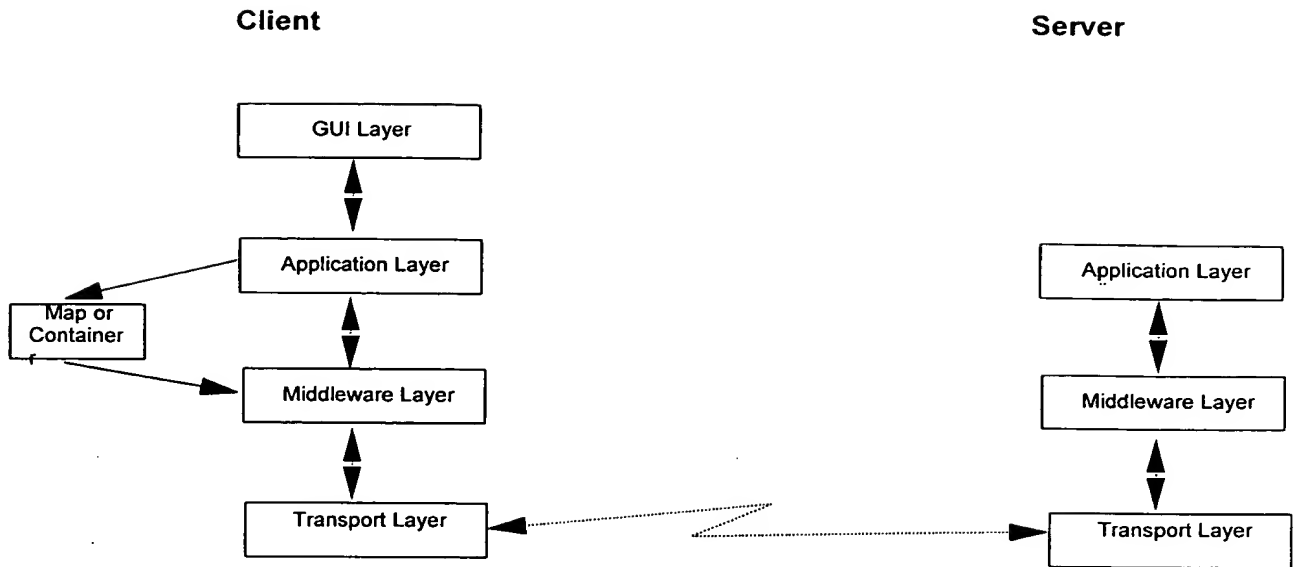 Client
Server
GUI Layer
Application Layer
Application Layer
Map or
Container
Middleware Layer
Middleware Layer
Transport Layer
Transport Layer